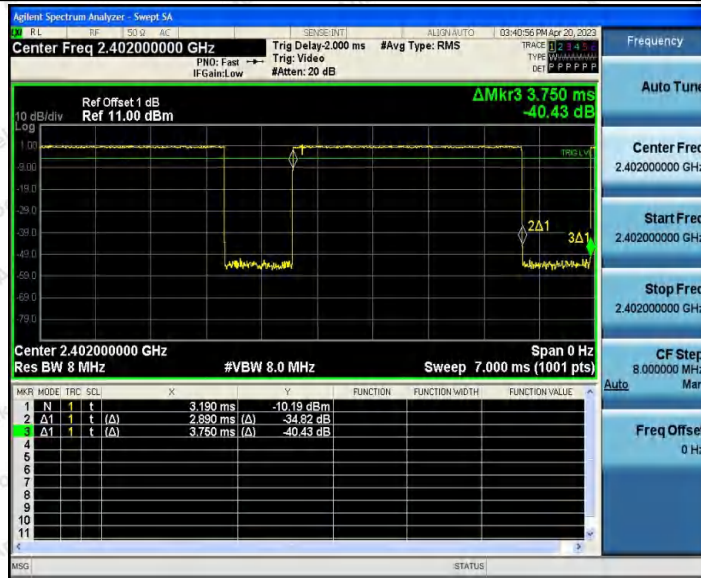 Agilent Spectrum Analyzer - Swept SA
RL RF 50 Ω AC SENSE:INT ALIGN AUTO 03:40:56 PM Apr 20, 2023
Center Freq 2.402000000 GHz
PNO: Fast
IFGain:Low
Trig Delay-2.000 ms
Trig: Video
#Atten: 20 dB
#Avg Type: RMS
TRACE 1 2 3 4 5 6
TYPE
DET P P P P P P
ΔMkr3 3.750 ms
-40.43 dB
Ref Offset 1 dB
10 dB/div Ref 11.00 dBm
Log
1.00
-9.00
-19.0
-29.0
-39.0
-49.0
-59.0
-69.0
-79.0
1
TRIG LVL
2Δ1
3Δ1
Center 2.402000000 GHz Span 0 Hz
Res BW 8 MHz #VBW 8.0 MHz Sweep 7.000 ms (1001 pts)
MKR MODE TRC SCL X Y FUNCTION FUNCTION WIDTH FUNCTION VALUE
1 N 1 t 3.190 ms -10.19 dBm
2 Δ1 1 t (Δ) 2.890 ms (Δ) -34.82 dB
3 Δ1 1 t (Δ) 3.750 ms (Δ) -40.43 dB
4
5
6
7
8
9
10
11
MSG STATUS
Frequency
Auto Tune
Center Freq
2.402000000 GHz
Start Freq
2.402000000 GHz
Stop Freq
2.402000000 GHz
CF Step
8.000000 MHz
Auto Man
Freq Offset
0 Hz